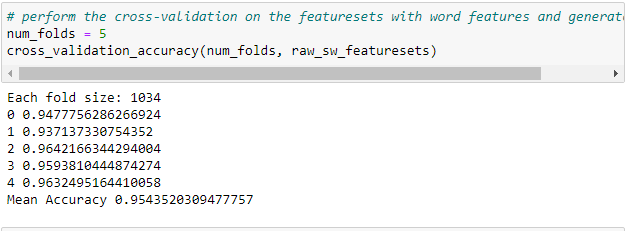 # perform the cross-validation on the featuresets with word features and generat
num_folds = 5
cross_validation_accuracy(num_folds, raw_sw_featuresets)
Each fold size: 1034
0 0.9477756286266924
1 0.937137330754352
2 0.9642166344294004
3 0.9593810444874274
4 0.9632495164410058
Mean Accuracy 0.9543520309477757